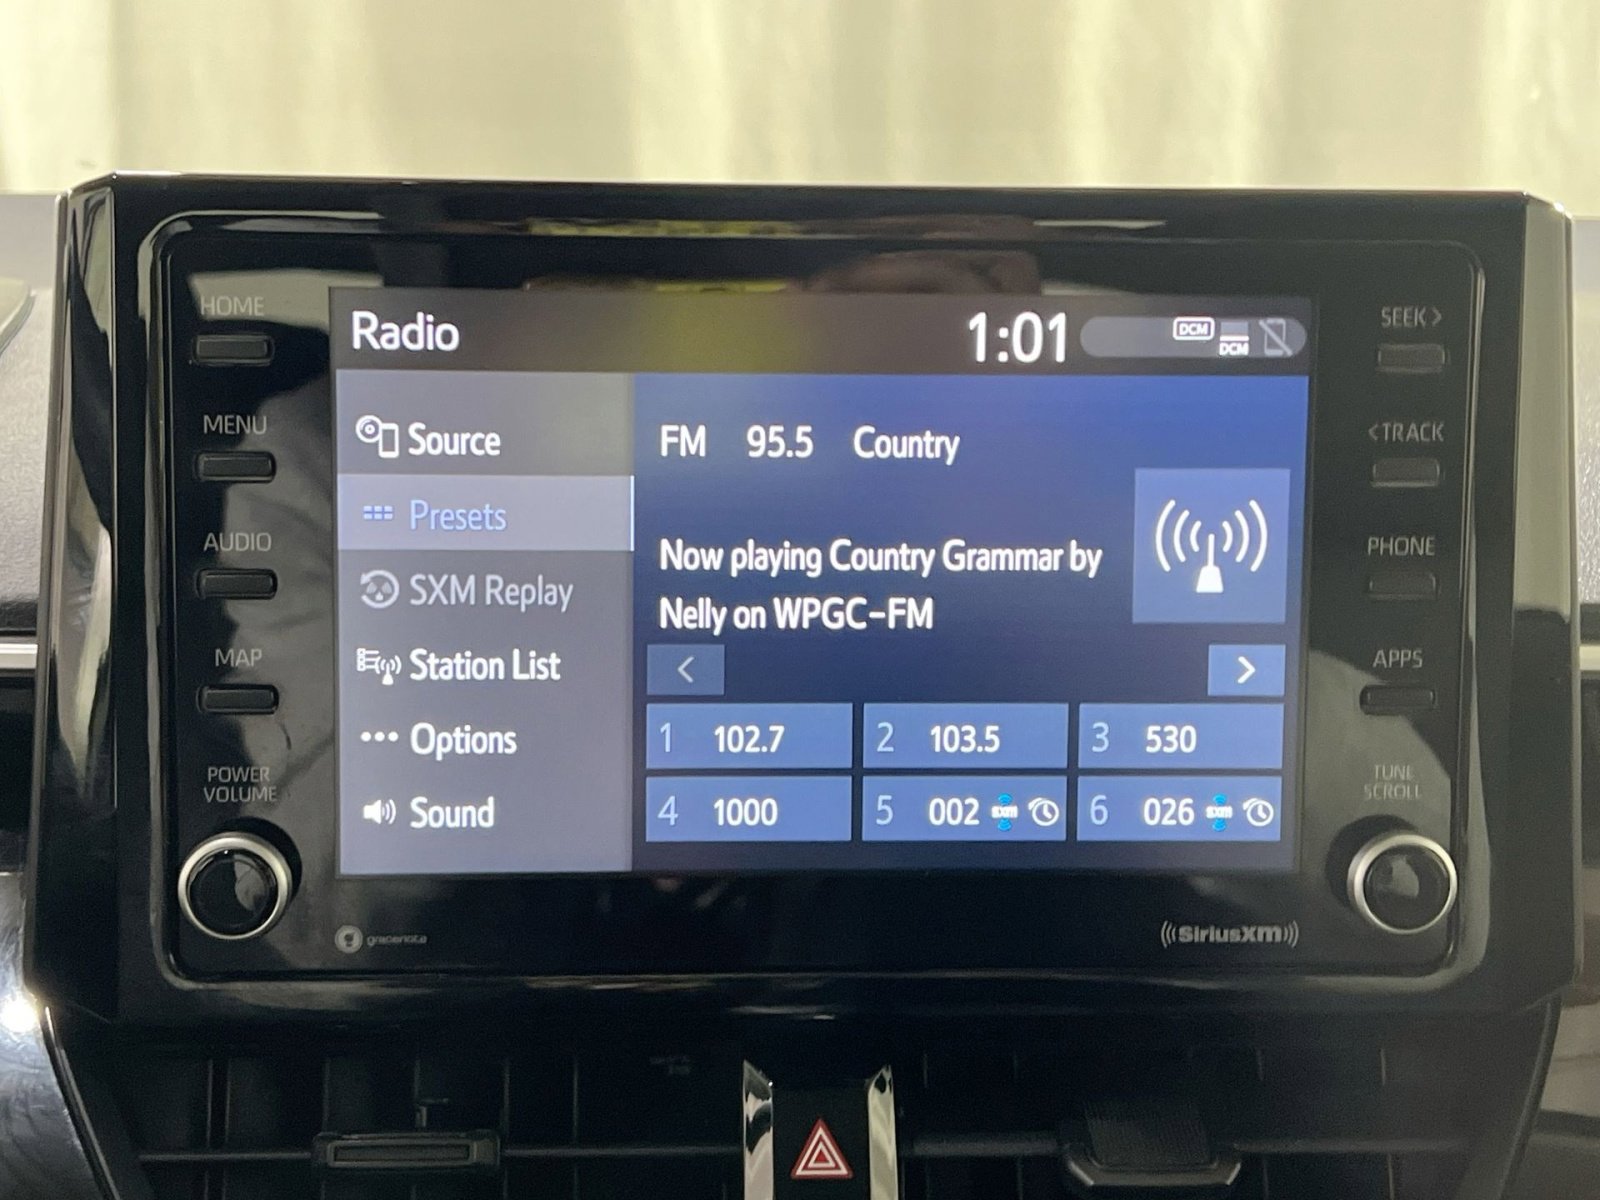 HOME
MENU
AUDIO
MAP
POWER
VOLUME
Radio
1:01
DCM
DCM
Source
Presets
SXM Replay
Station List
Options
Sound
FM 95.5 Country
Now playing Country Grammar by
Nelly on WPGC-FM
<
>
1 102.7
2 103.5
3 530
4 1000
5 002 sxm
6 026 sxm
SEEK>
<TRACK
PHONE
APPS
TUNE
SCROLL
gracenote
SiriusXM